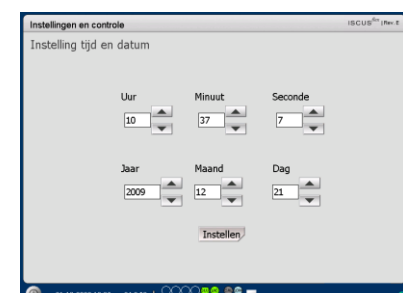 Instellingen en controle ISCUS flex | Rev. E
Instelling tijd en datum
Uur Minuut Seconde
10 37 7
Jaar Maand Dag
2009 12 21
Instellen